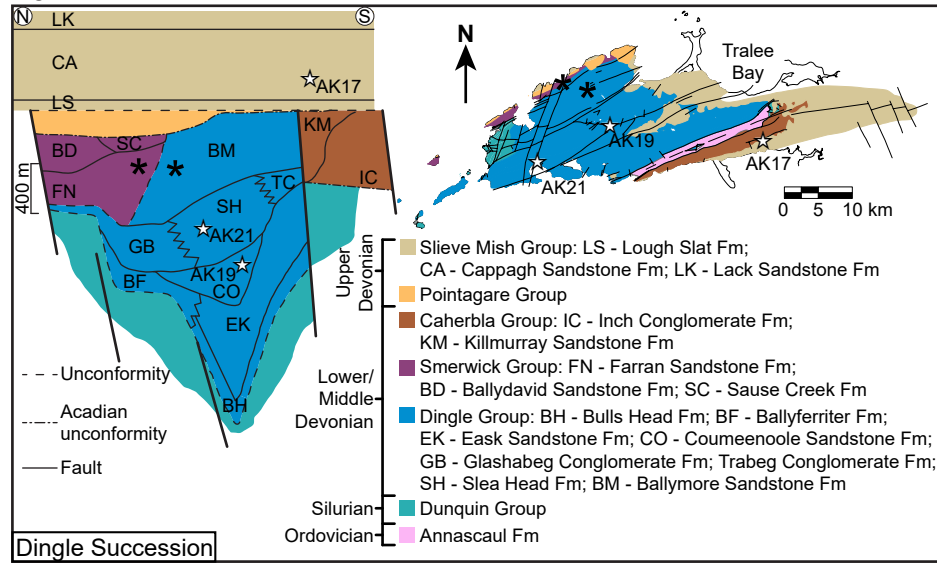 N
S
LK
CA
AK17
LS
KM
SC
BD
BM
FN
IC
TC
400 m
SH
AK21
GB
AK19
BF
CO
EK
BH
Unconformity
Acadian
unconformity
Fault
Dingle Succession
N
Tralee
Bay
AK19
AK17
AK21
0 5 10 km
Upper
Devonian
Slieve Mish Group: LS - Lough Slat Fm;
CA - Cappagh Sandstone Fm; LK - Lack Sandstone Fm
Pointagare Group
Lower/
Middle
Devonian
Caherbla Group: IC - Inch Conglomerate Fm;
KM - Killmurray Sandstone Fm
Smerwick Group: FN - Farran Sandstone Fm;
BD - Ballydavid Sandstone Fm; SC - Sause Creek Fm
Dingle Group: BH - Bulls Head Fm; BF - Ballyferriter Fm;
EK - Eask Sandstone Fm; CO - Coumeenoole Sandstone Fm;
GB - Glashabeg Conglomerate Fm; Trabeg Conglomerate Fm;
SH - Slea Head Fm; BM - Ballymore Sandstone Fm
Silurian
Dunquin Group
Ordovician
Annascaul Fm